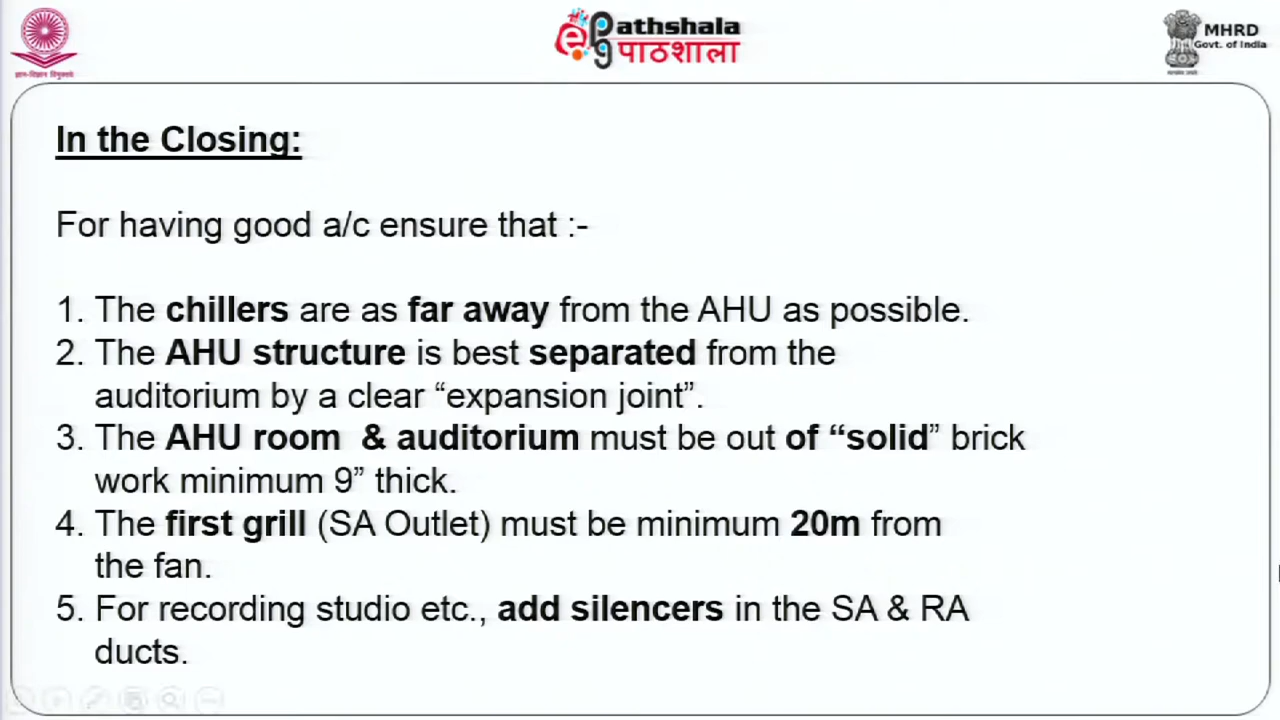 ज्ञान-विज्ञान विमुक्तये
ePathshala
पाठशाला
MHRD
Govt. of India
In the Closing:
For having good a/c ensure that :-
1. The chillers are as far away from the AHU as possible.
2. The AHU structure is best separated from the
auditorium by a clear “expansion joint”.
3. The AHU room & auditorium must be out of “solid” brick
work minimum 9” thick.
4. The first grill (SA Outlet) must be minimum 20m from
the fan.
5. For recording studio etc., add silencers in the SA & RA
ducts.